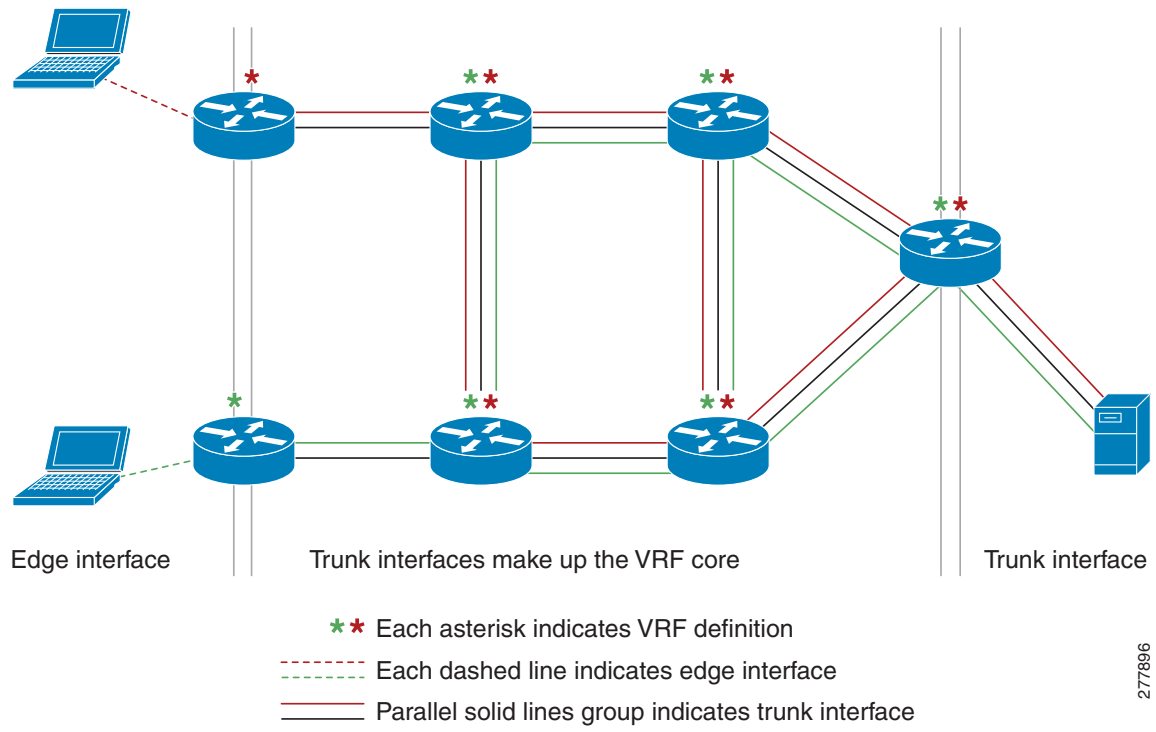 * *
* *
*
* *
*
* *
* *
Edge interface
Trunk interfaces make up the VRF core
Trunk interface
* * Each asterisk indicates VRF definition
Each dashed line indicates edge interface
Parallel solid lines group indicates trunk interface
277896